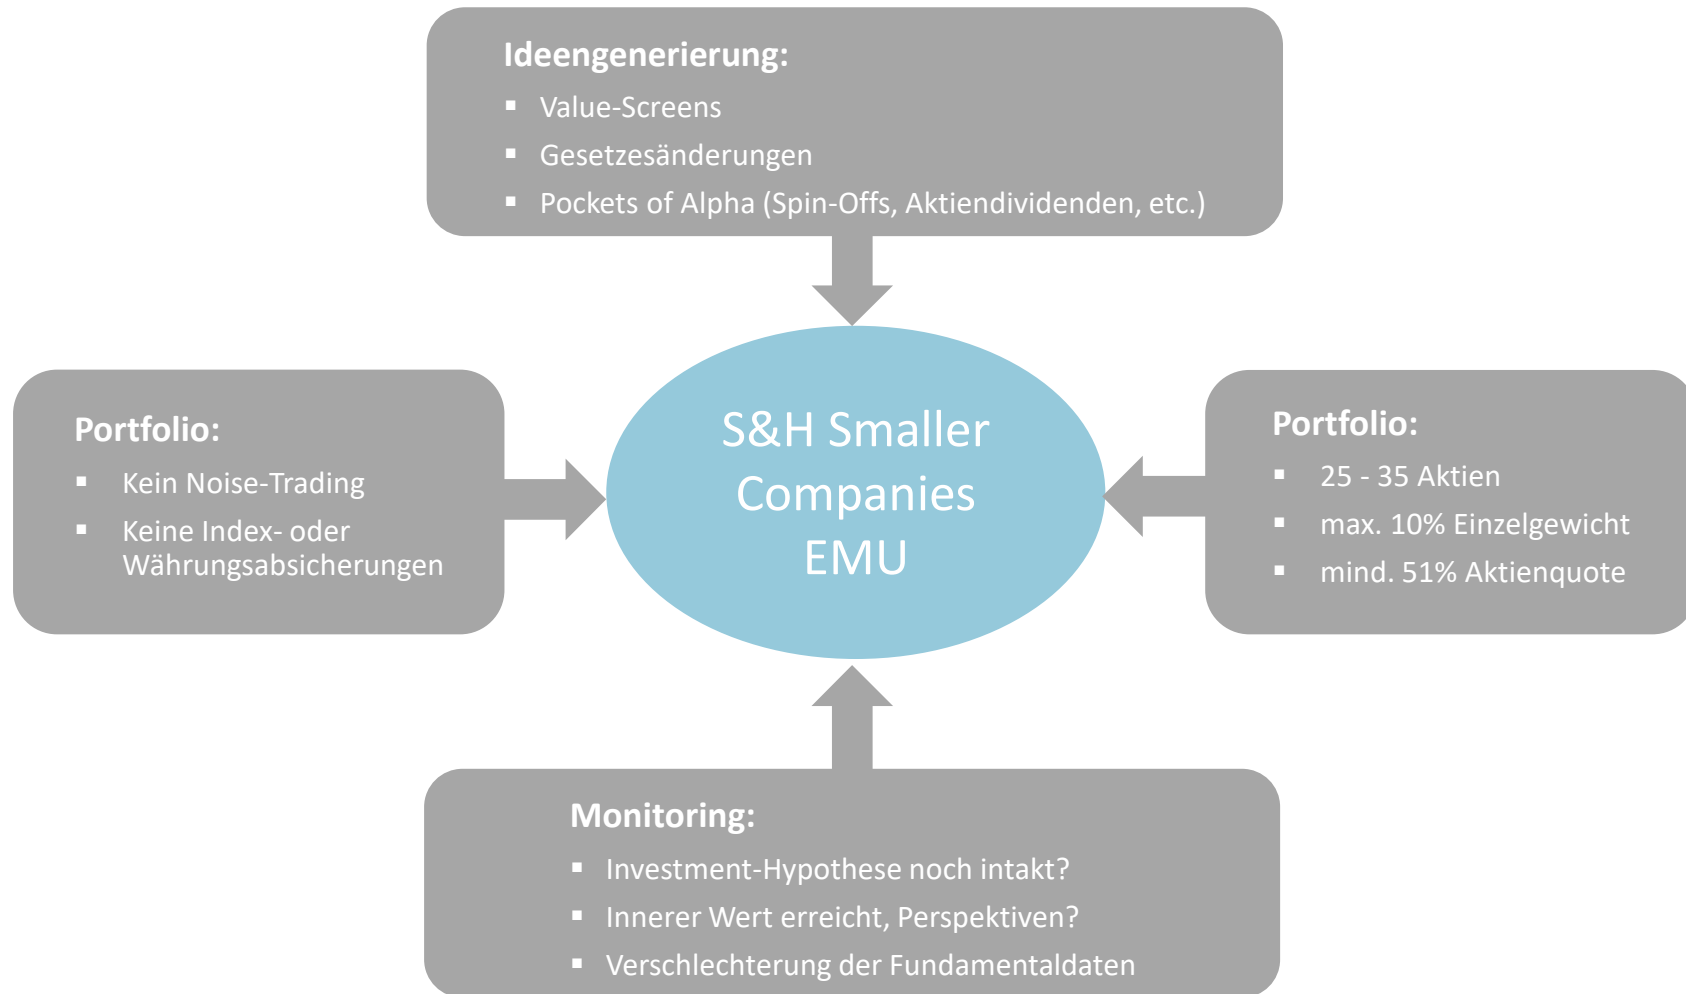 Ideengenerierung:
▪ Value-Screens
▪ Gesetzesänderungen
▪ Pockets of Alpha (Spin-Offs, Aktiendividenden, etc.)
Portfolio:
▪ Kein Noise-Trading
▪ Keine Index- oder
Währungsabsicherungen
S&H Smaller
Companies
EMU
Portfolio:
▪ 25 - 35 Aktien
▪ max. 10% Einzelgewicht
▪ mind. 51% Aktienquote
Monitoring:
▪ Investment-Hypothese noch intakt?
▪ Innerer Wert erreicht, Perspektiven?
▪ Verschlechterung der Fundamentaldaten